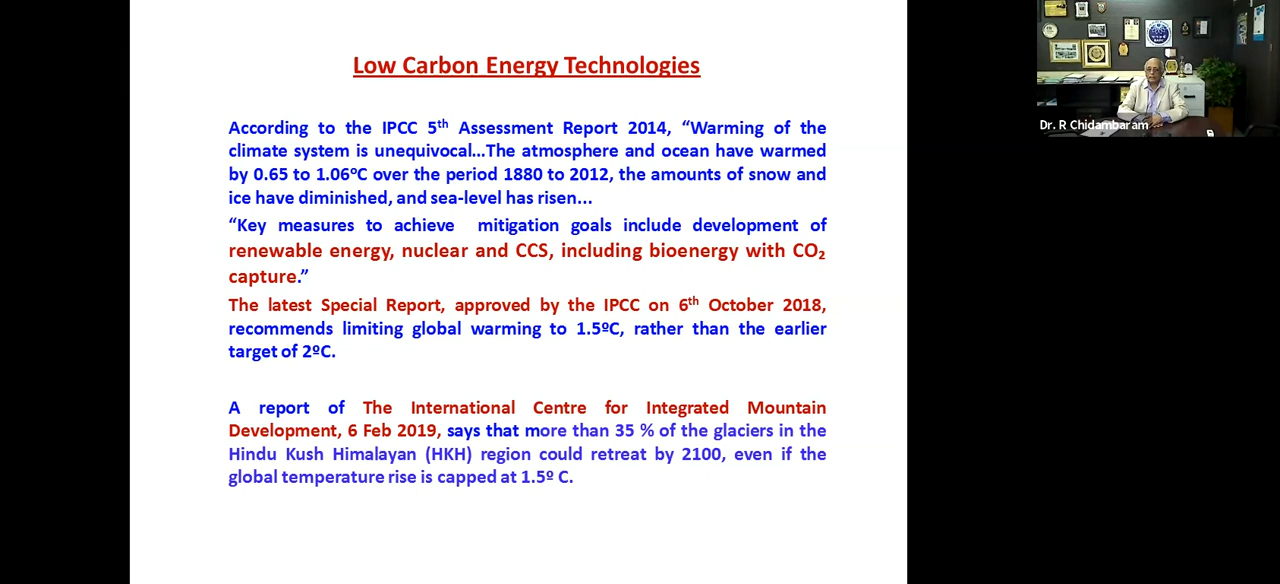 Low Carbon Energy Technologies
According to the IPCC 5th Assessment Report 2014, “Warming of the
climate system is unequivocal...The atmosphere and ocean have warmed
by 0.65 to 1.06ºC over the period 1880 to 2012, the amounts of snow and
ice have diminished, and sea-level has risen...
“Key measures to achieve mitigation goals include development of
renewable energy, nuclear and CCS, including bioenergy with CO₂
capture.”
The latest Special Report, approved by the IPCC on 6th October 2018,
recommends limiting global warming to 1.5ºC, rather than the earlier
target of 2ºC.
A report of The International Centre for Integrated Mountain
Development, 6 Feb 2019, says that more than 35 % of the glaciers in the
Hindu Kush Himalayan (HKH) region could retreat by 2100, even if the
global temperature rise is capped at 1.5º C.
Dr. R Chidambaram